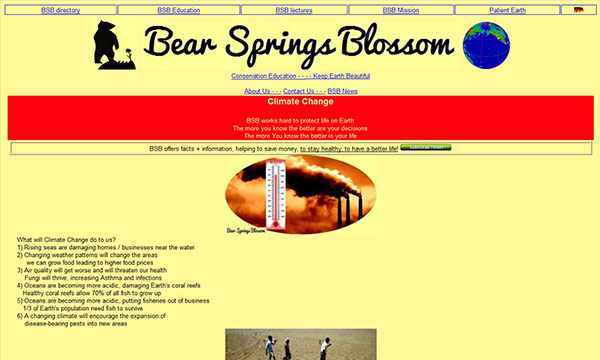 BSB directory BSB Education BSB lectures BSB Mission Patient Earth
Bear Springs Blossom
Conservation Education - - - - Keep Earth Beautiful
About Us - - - Contact Us - - - BSB News
Climate Change
BSB works hard to protect life on Earth
The more you know the better are your decisions
The more You know the better is your life
BSB offers facts + information, helping to save money, to stay healthy, to have a better life! SUBSCRIBE TODAY!
Bear Springs Blossom
What will Climate Change do to us?
1) Rising seas are damaging homes / businesses near the water
2) Changing weather patterns will change the areas
we can grow food leading to higher food prices
3) Air quality will get worse and will threaten our health
Fungi will thrive, increasing Asthma and infections
4) Oceans are becoming more acidic, damaging Earth's coral reefs
Healthy coral reefs allow 70% of all fish to grow up
5) Oceans are becoming more acidic, putting fisheries out of business
1/3 of Earth's population need fish to survive
6) A changing climate will encourage the expansion of
disease-bearing pests into new areas